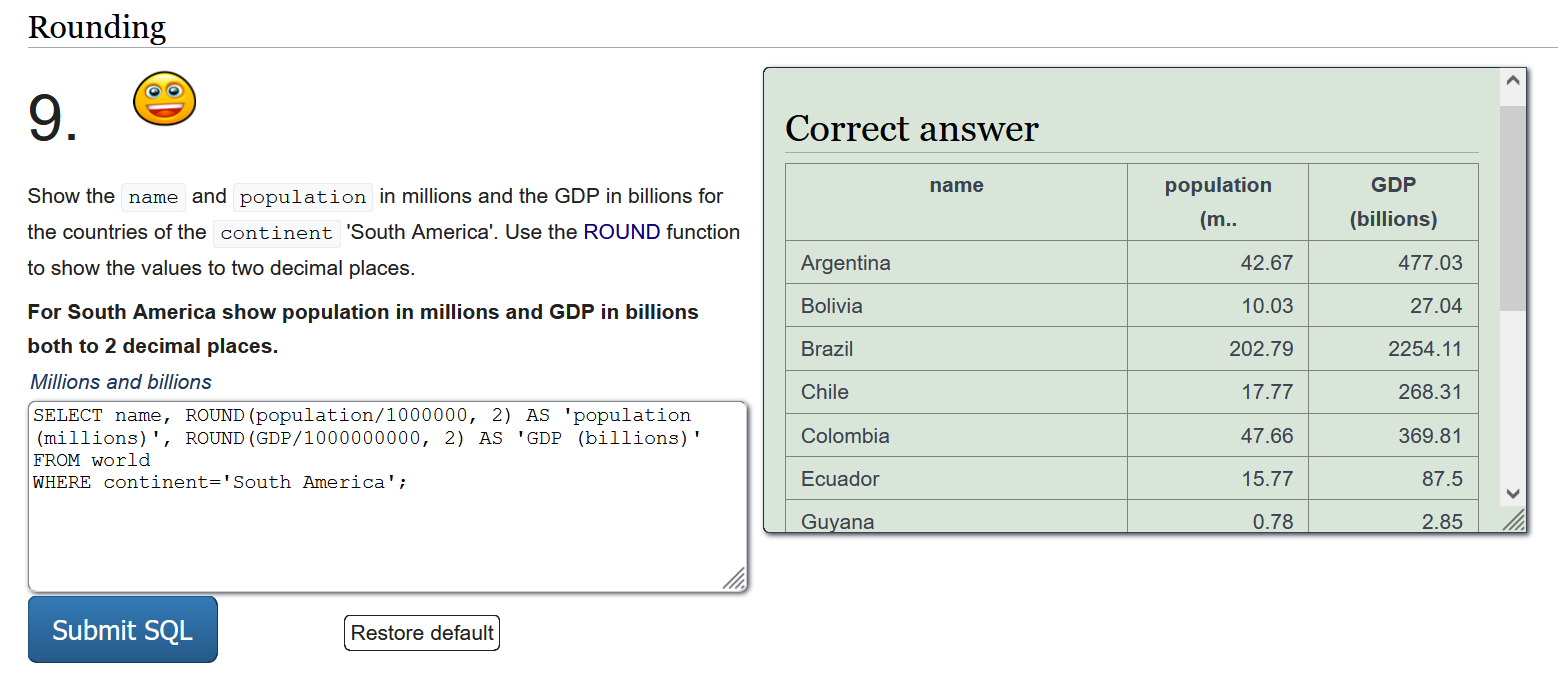 Rounding
9.
Show the name and population in millions and the GDP in billions for
the countries of the continent 'South America'. Use the ROUND function
to show the values to two decimal places.
For South America show population in millions and GDP in billions
both to 2 decimal places.
Millions and billions
SELECT name, ROUND(population/1000000, 2) AS 'population
(millions)', ROUND(GDP/1000000000, 2) AS 'GDP (billions)'
FROM world
WHERE continent='South America';
Submit SQL
Restore default
Correct answer
name population GDP
(m.. (billions)
Argentina 42.67 477.03
Bolivia 10.03 27.04
Brazil 202.79 2254.11
Chile 17.77 268.31
Colombia 47.66 369.81
Ecuador 15.77 87.5
Guyana 0.78 2.85